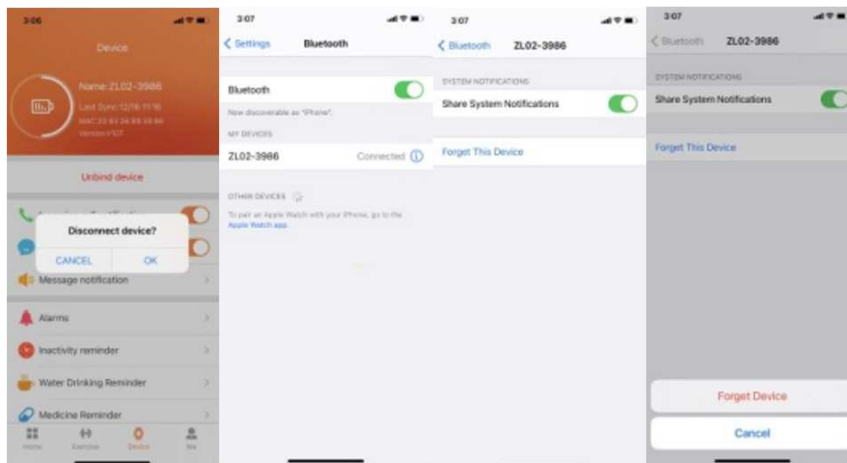 3:06
Device
Name:ZL02-3986
Last Sync:12/16 11:16
Unbind device
Disconnect device?
CANCEL
OK
Message notification
Alarms
Inactivity reminder
Water Drinking Reminder
Medicine Reminder
Home
Exercise
Device
Me
3:07
Settings
Bluetooth
Bluetooth
Now discoverable as "iPhone".
MY DEVICES
ZL02-3986
Connected
OTHER DEVICES
To pair an Apple Watch with your iPhone, go to the
Apple Watch app.
3:07
Bluetooth
ZL02-3986
SYSTEM NOTIFICATIONS
Share System Notifications
Forget This Device
3:07
Bluetooth
ZL02-3986
SYSTEM NOTIFICATIONS
Share System Notifications
Forget This Device
Forget Device
Cancel